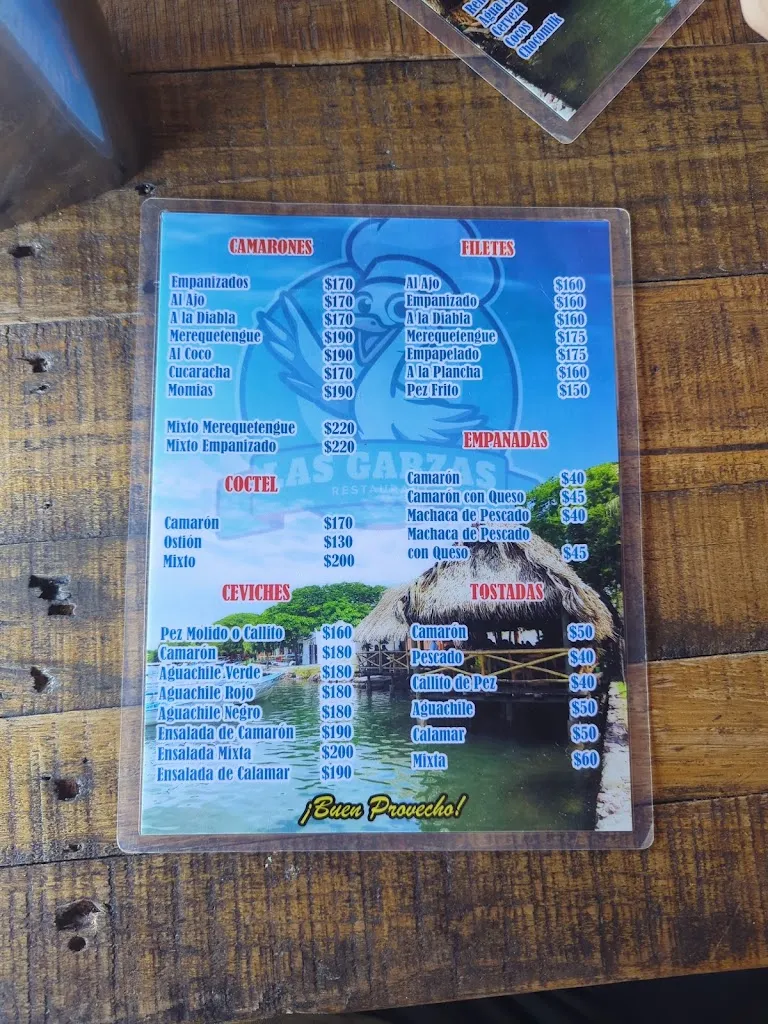 Agua
Cerveza
Cocos
Chocomilk
LAS GARZAS
RESTAURANT
CAMARONES
Empanizados $170
Al Ajo $170
A la Diabla $170
Merequetengue $190
Al Coco $190
Cucaracha $170
Momias $190
Mixto Merequetengue $220
Mixto Empanizado $220
COCTEL
Camarón $170
Ostión $130
Mixto $200
CEVICHES
Pez Molido o Callito $160
Camarón $180
Aguachile Verde $180
Aguachile Rojo $180
Aguachile Negro $180
Ensalada de Camarón $190
Ensalada Mixta $200
Ensalada de Calamar $190
FILETES
Al Ajo $160
Empanizado $160
A la Diabla $160
Merequetengue $175
Empapelado $175
A la Plancha $160
Pez Frito $150
EMPANADAS
Camarón $40
Camarón con Queso $45
Machaca de Pescado $40
Machaca de Pescado
con Queso $45
TOSTADAS
Camarón $50
Pescado $40
Callito de Pez $40
Aguachile $50
Calamar $50
Mixta $60
¡Buen Provecho!